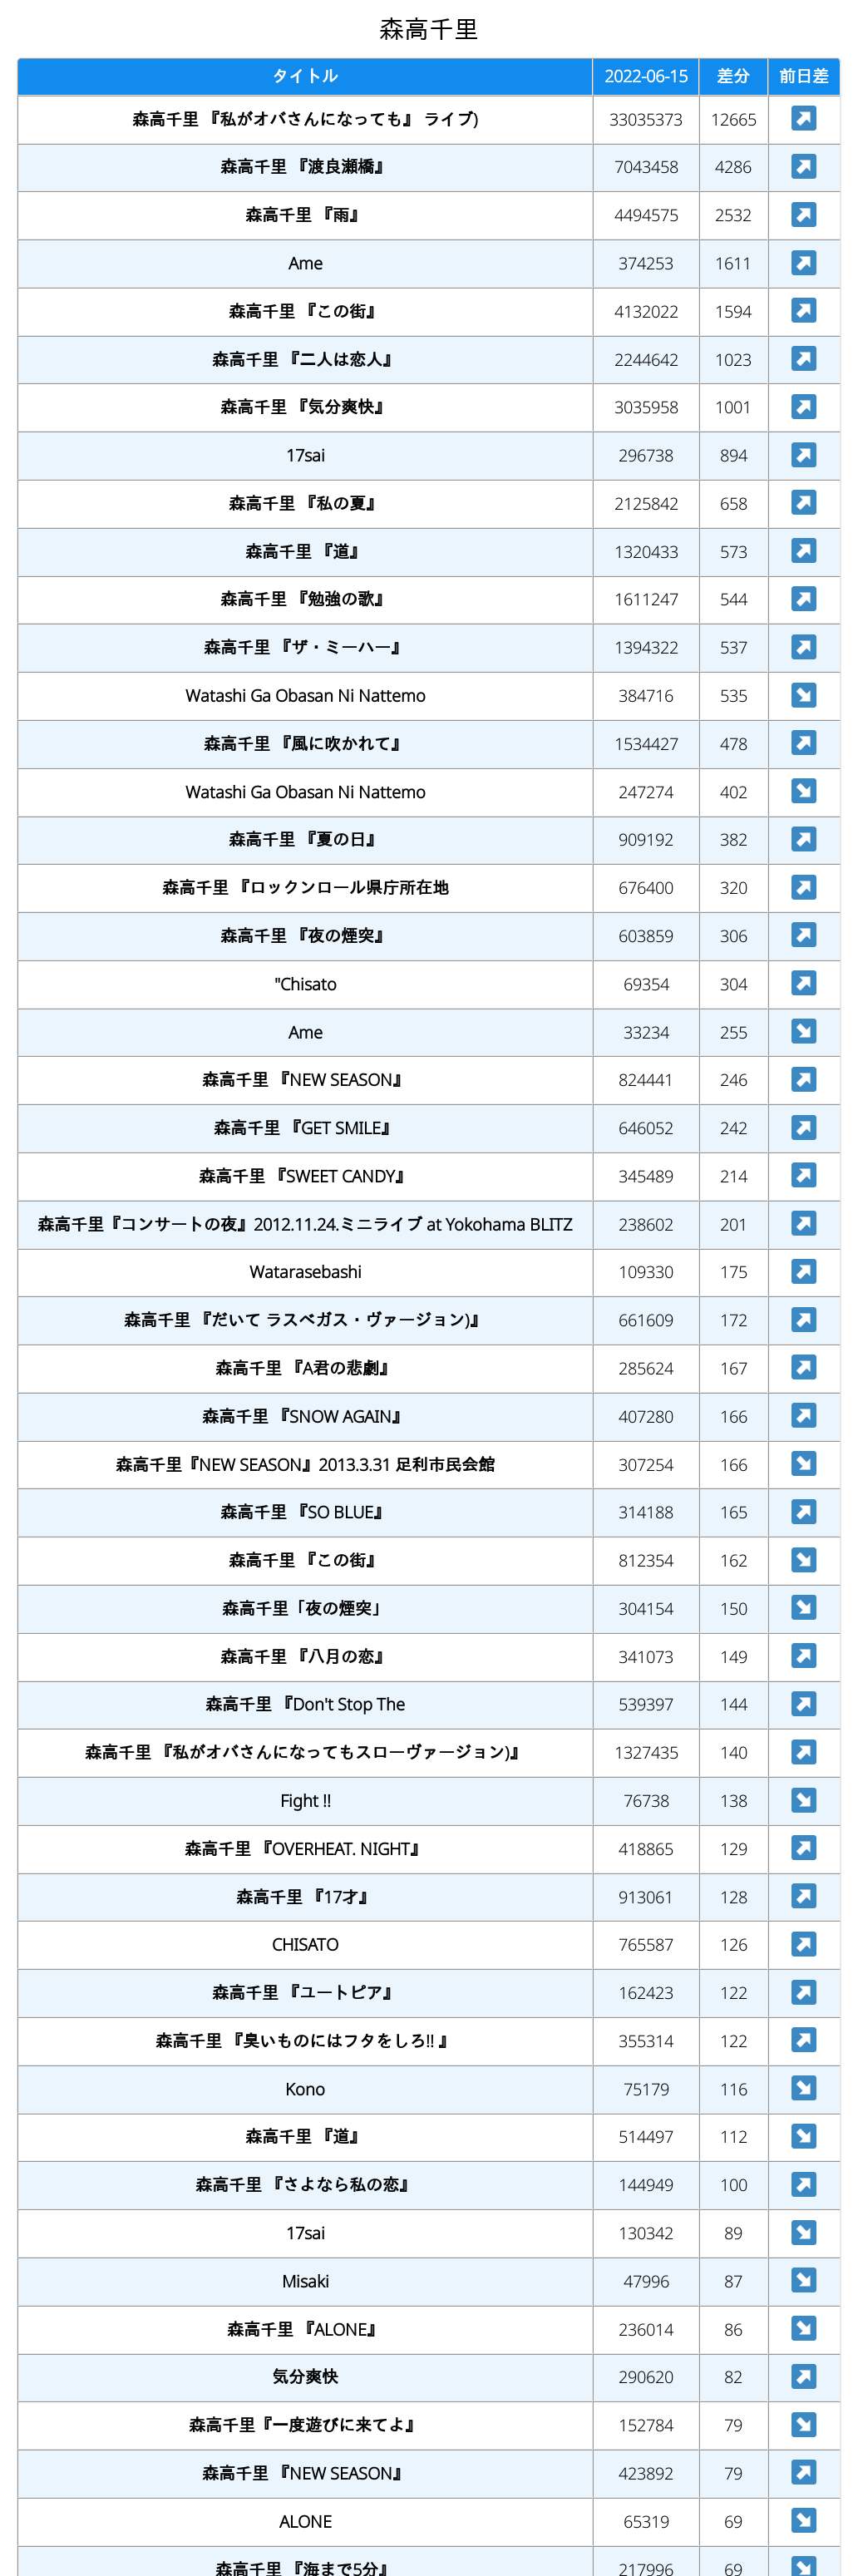 森高千里
タイトル 2022-06-15 差分 前日差
森高千里 『私がオバさんになっても』 ライブ) 33035373 12665
森高千里 『渡良瀬橋』 7043458 4286
森高千里 『雨』 4494575 2532
Ame 374253 1611
森高千里 『この街』 4132022 1594
森高千里 『二人は恋人』 2244642 1023
森高千里 『気分爽快』 3035958 1001
17sai 296738 894
森高千里 『私の夏』 2125842 658
森高千里 『道』 1320433 573
森高千里 『勉強の歌』 1611247 544
森高千里 『ザ・ミーハー』 1394322 537
Watashi Ga Obasan Ni Nattemo 384716 535
森高千里 『風に吹かれて』 1534427 478
Watashi Ga Obasan Ni Nattemo 247274 402
森高千里 『夏の日』 909192 382
森高千里 『ロックンロール県庁所在地 676400 320
森高千里 『夜の煙突』 603859 306
"Chisato 69354 304
Ame 33234 255
森高千里 『NEW SEASON』 824441 246
森高千里 『GET SMILE』 646052 242
森高千里 『SWEET CANDY』 345489 214
森高千里『コンサートの夜』2012.11.24.ミニライブ at Yokohama BLITZ 238602 201
Watarasebashi 109330 175
森高千里 『だいて ラスベガス・ヴァージョン)』 661609 172
森高千里 『A君の悲劇』 285624 167
森高千里 『SNOW AGAIN』 407280 166
森高千里『NEW SEASON』2013.3.31 足利市民会館 307254 166
森高千里 『SO BLUE』 314188 165
森高千里 『この街』 812354 162
森高千里「夜の煙突」 304154 150
森高千里 『八月の恋』 341073 149
森高千里 『Don't Stop The 539397 144
森高千里 『私がオバさんになってもスローヴァージョン)』 1327435 140
Fight !! 76738 138
森高千里 『OVERHEAT. NIGHT』 418865 129
森高千里 『17才』 913061 128
CHISATO 765587 126
森高千里 『ユートピア』 162423 122
森高千里 『臭いものにはフタをしろ!! 』 355314 122
Kono 75179 116
森高千里 『道』 514497 112
森高千里 『さよなら私の恋』 144949 100
17sai 130342 89
Misaki 47996 87
森高千里 『ALONE』 236014 86
気分爽快 290620 82
森高千里『一度遊びに来てよ』 152784 79
森高千里 『NEW SEASON』 423892 79
ALONE 65319 69
森高千里 『海まで5分』 217996 69